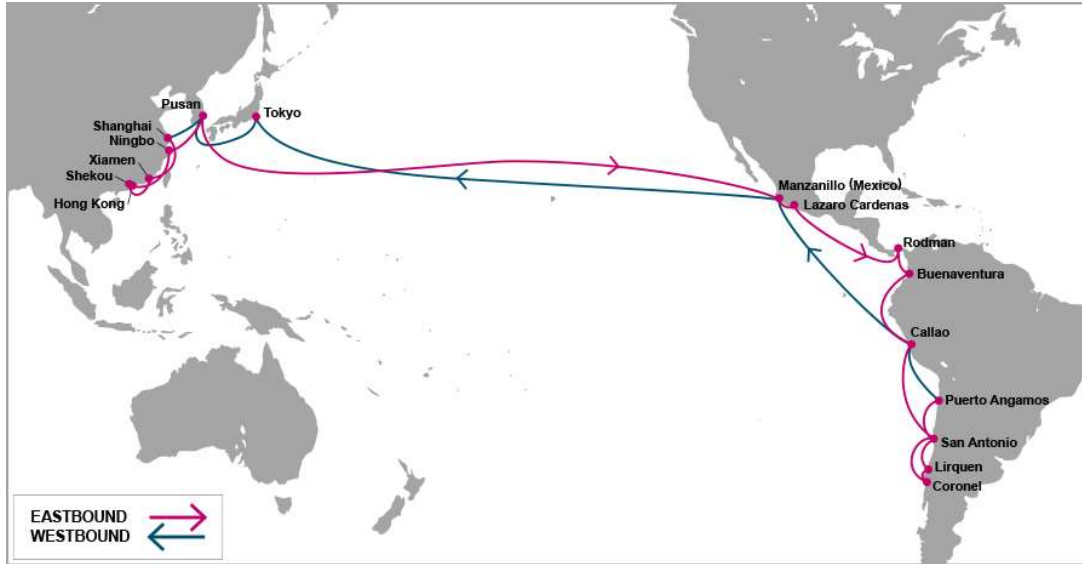 Pusan
Tokyo
Shanghai
Ningbo
Xiamen
Shekou
Hong Kong
Manzanillo (Mexico)
Lazaro Cardenas
Rodman
Buenaventura
Callao
Puerto Angamos
San Antonio
Lirquen
Coronel
EASTBOUND
WESTBOUND